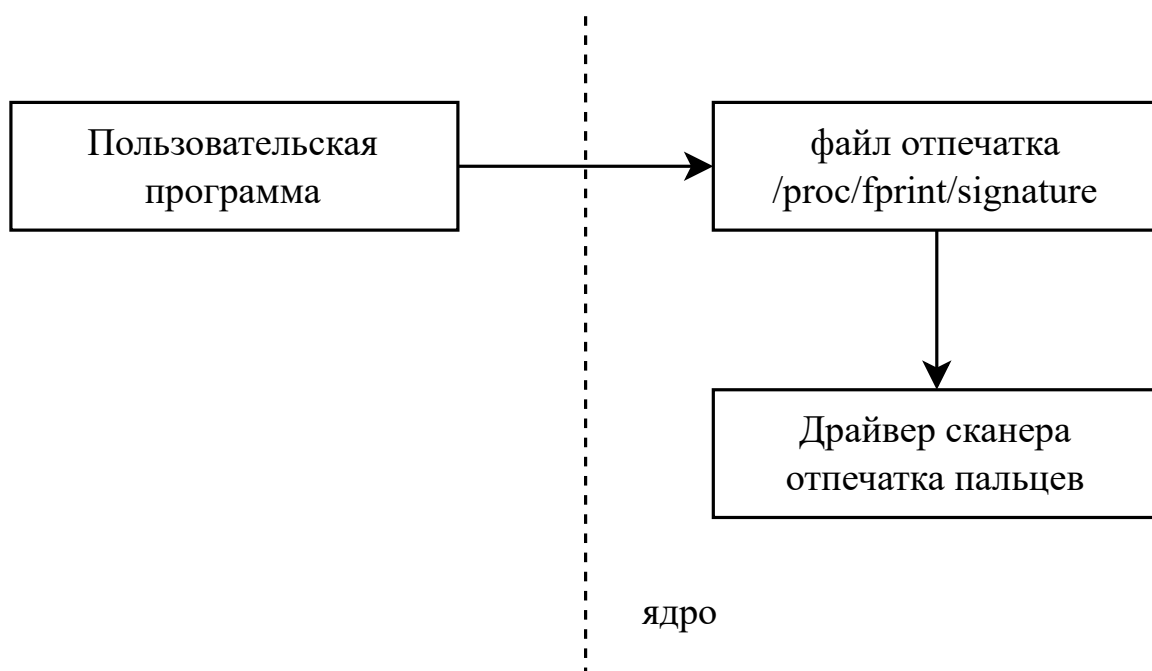 Пользовательская
программа
файл отпечатка
/proc/fprint/signature
Драйвер сканера
отпечатка пальцев
ядро